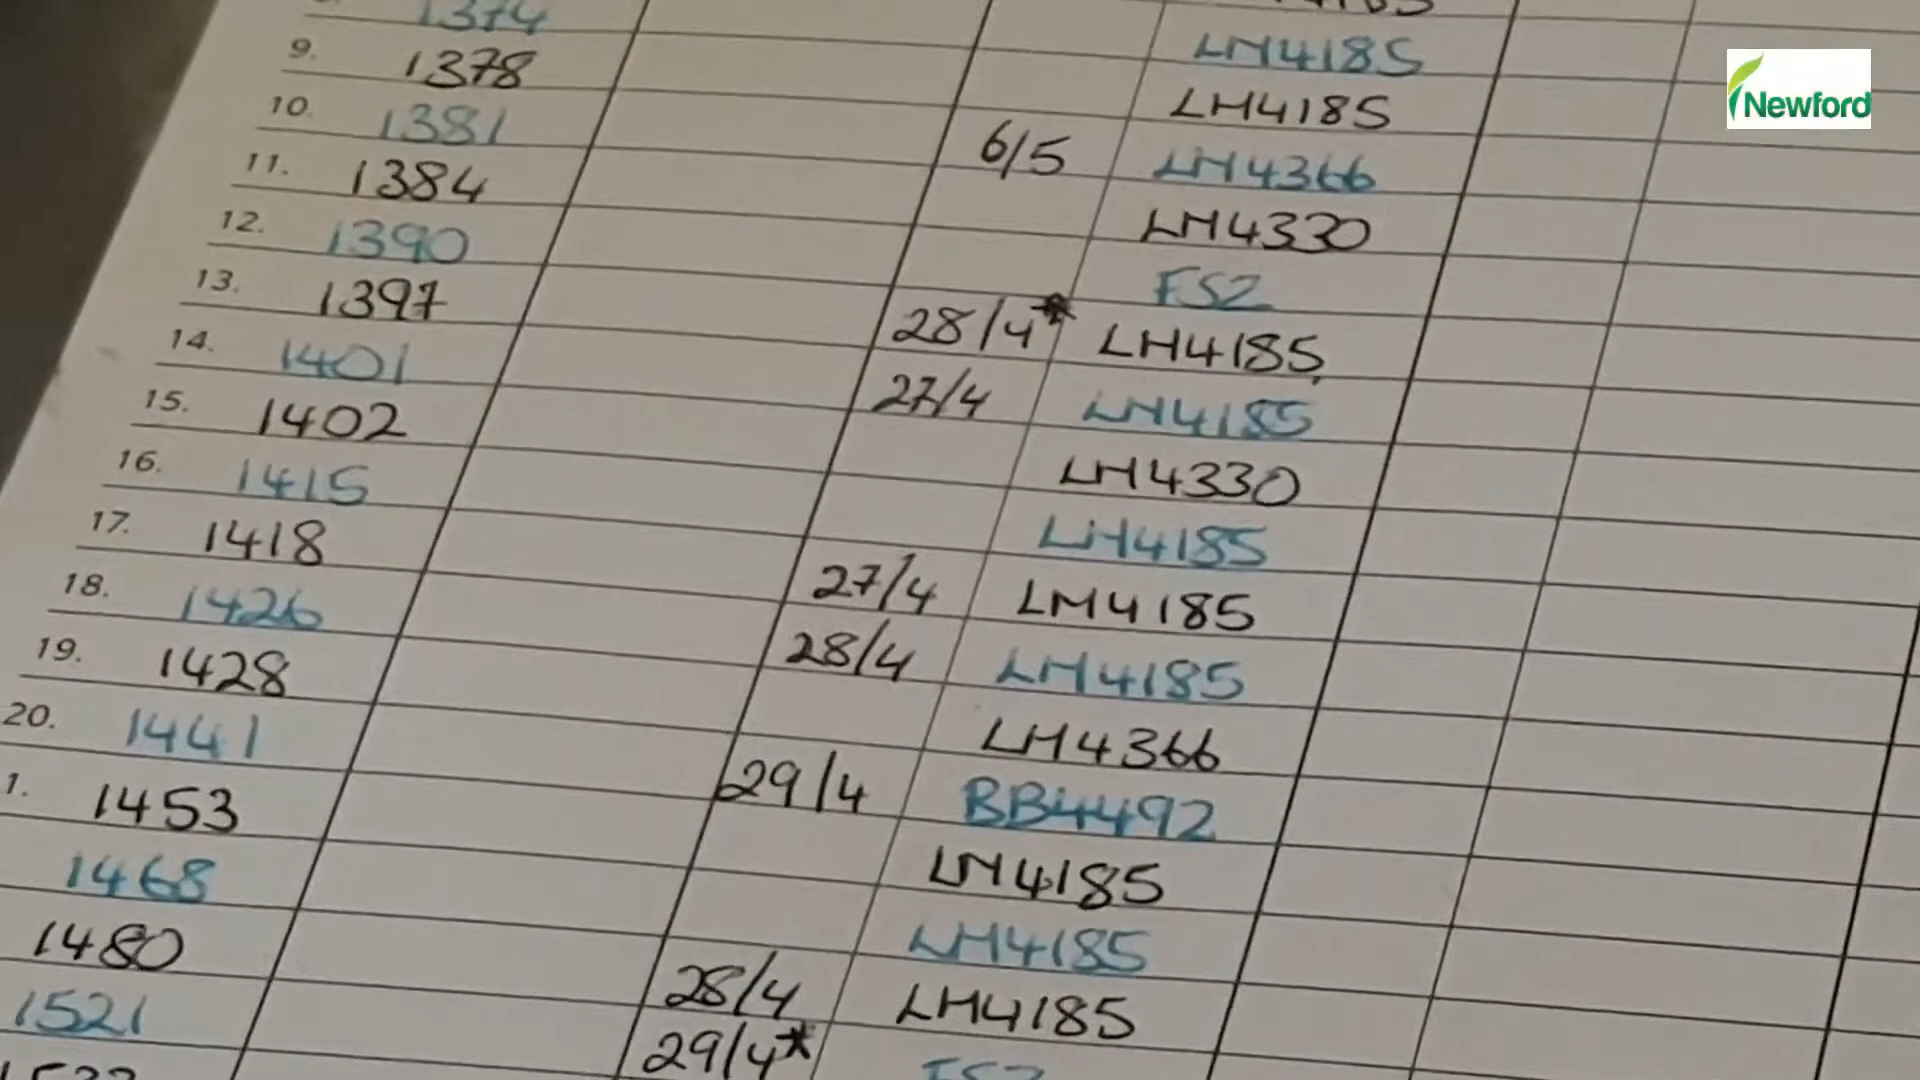 1374 LH4185
9. 1378 LH4185
10. 1381 6/5 LH4366
11. 1384 LH4330
12. 1390 FS2
13. 1397 28/4* LH4185
14. 1401 27/4 LH4185
15. 1402 LH4330
16. 1415 LH4185
17. 1418 27/4 LH4185
18. 1426 28/4 LH4185
19. 1428 LH4366
20. 1441 29/4 BB4492
1. 1453 LH4185
1468 LH4185
1480 28/4 LH4185
1521 29/4* FS2
Newford